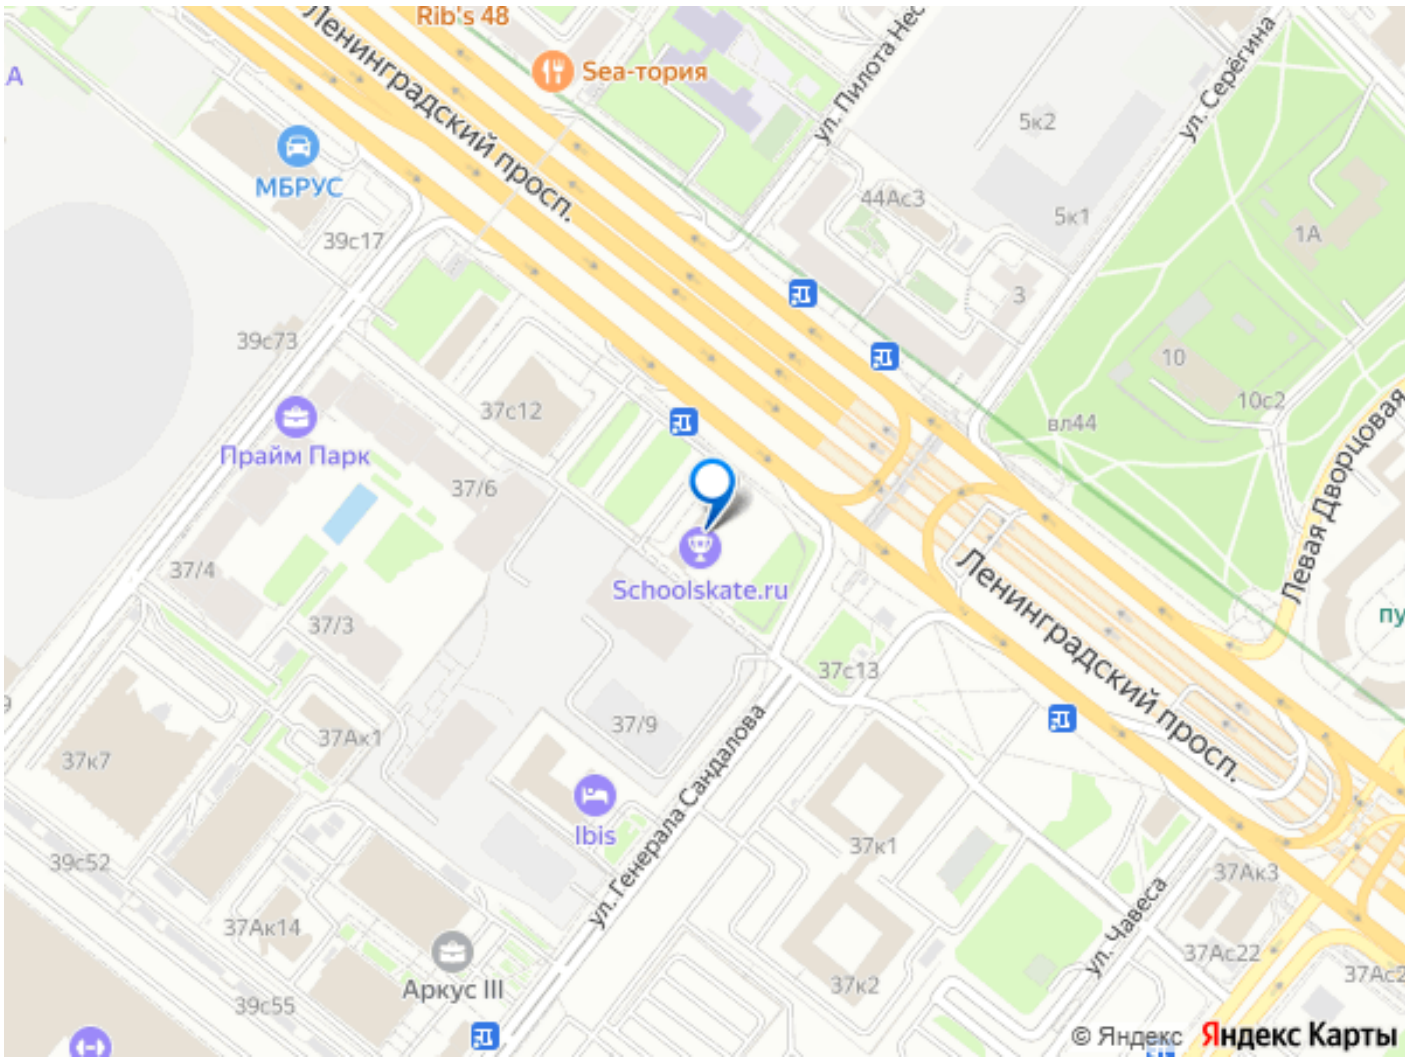 Rib's 48
Ленинградский просп.
Sea-тория
ул. Пилота Нес
ул. Серёгина
А
5к2
МБРУС
44Ас3
5к1
1А
39с17
3
39с73
10
10с2
37с12
вл44
Левая Дворцовая
Прайм Парк
37/6
Schoolskate.ru
Ленинградский просп.
37/4
37/3
пу
37с13
9
37Ак1
37/9
37к7
ул. Генерала Сандалова
Ibis
37к1
39с52
37Ак3
ул. Чавеса
37Ак14
37Ас22
37Ас2
Аркус III
37к2
39с55
© Яндекс Яндекс Карты